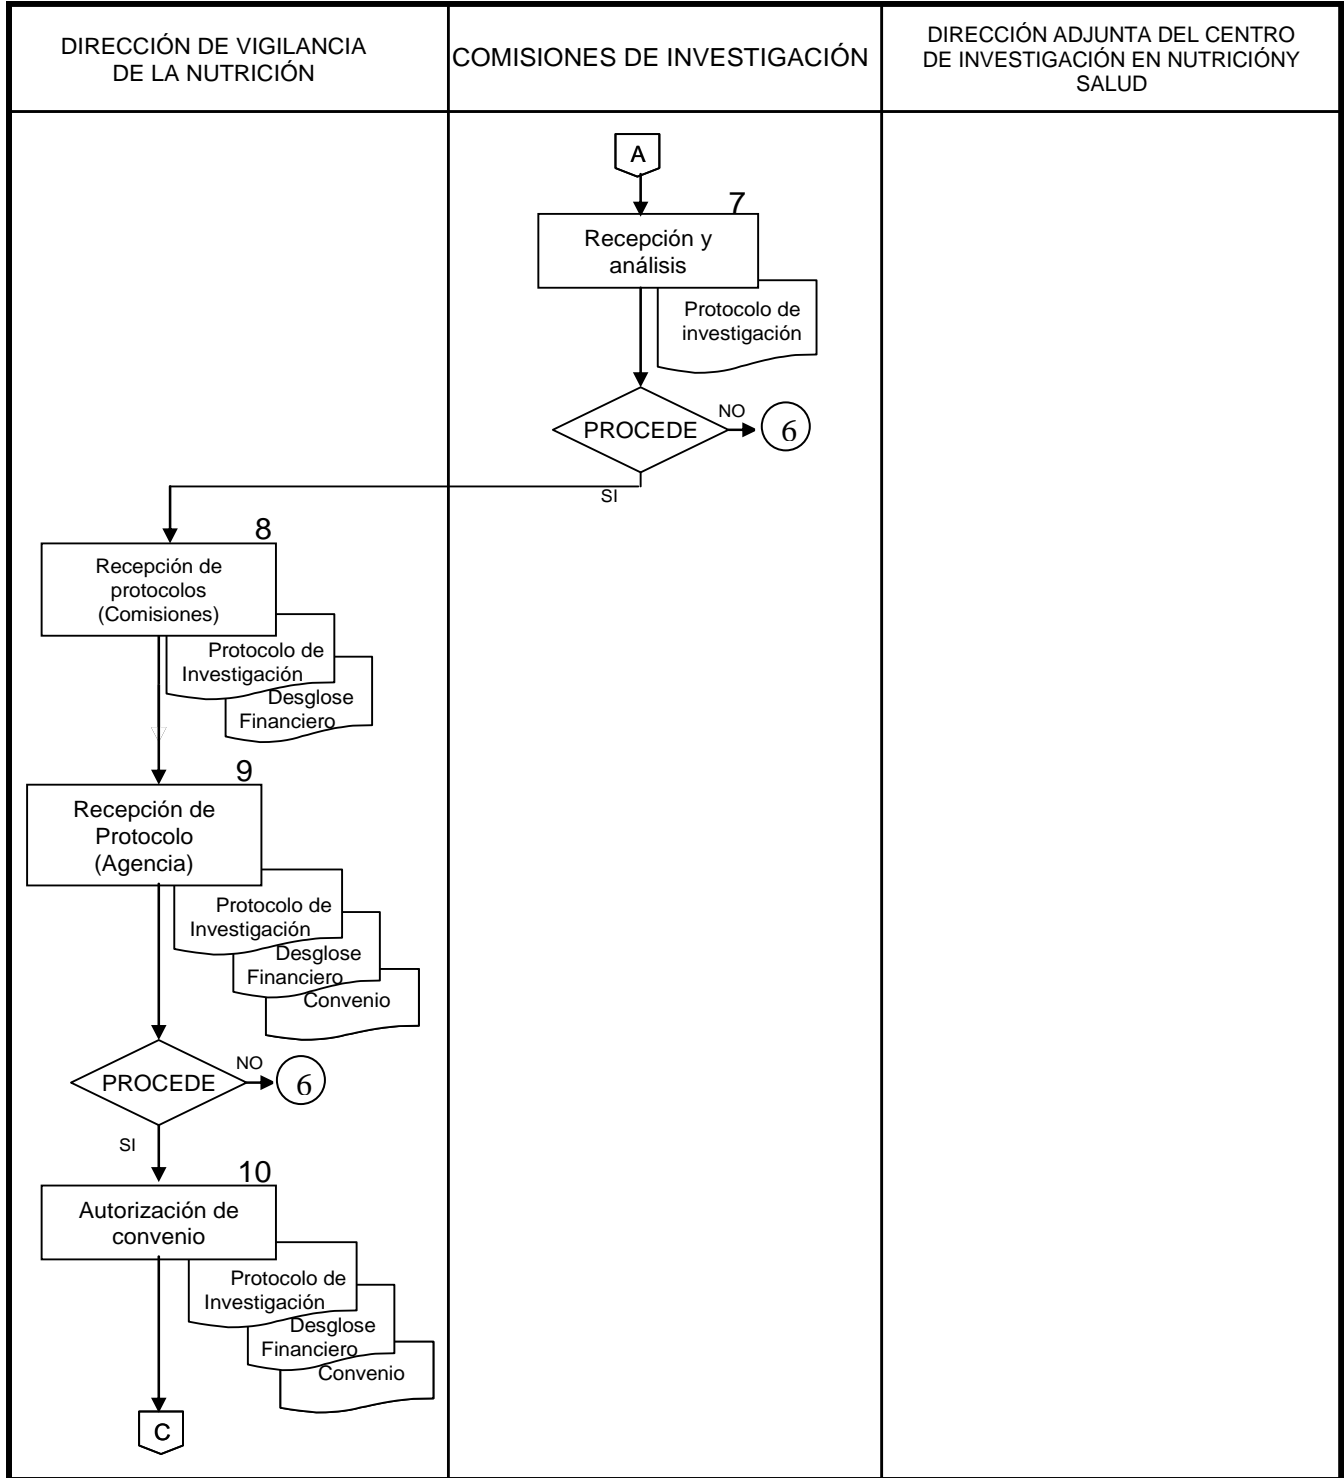 DIRECCIÓN DE VIGILANCIA
DE LA NUTRICIÓN
COMISIONES DE INVESTIGACIÓN
DIRECCIÓN ADJUNTA DEL CENTRO
DE INVESTIGACIÓN EN NUTRICIÓNY
SALUD
A
7
Recepción y
análisis
Protocolo de
investigación
PROCEDE
NO
6
SI
8
Recepción de
protocolos
(Comisiones)
Protocolo de
Investigación
Desglose
Financiero
9
Recepción de
Protocolo
(Agencia)
Protocolo de
Investigación
Desglose
Financiero
Convenio
PROCEDE
NO
6
SI
10
Autorización de
convenio
Protocolo de
Investigación
Desglose
Financiero
Convenio
C